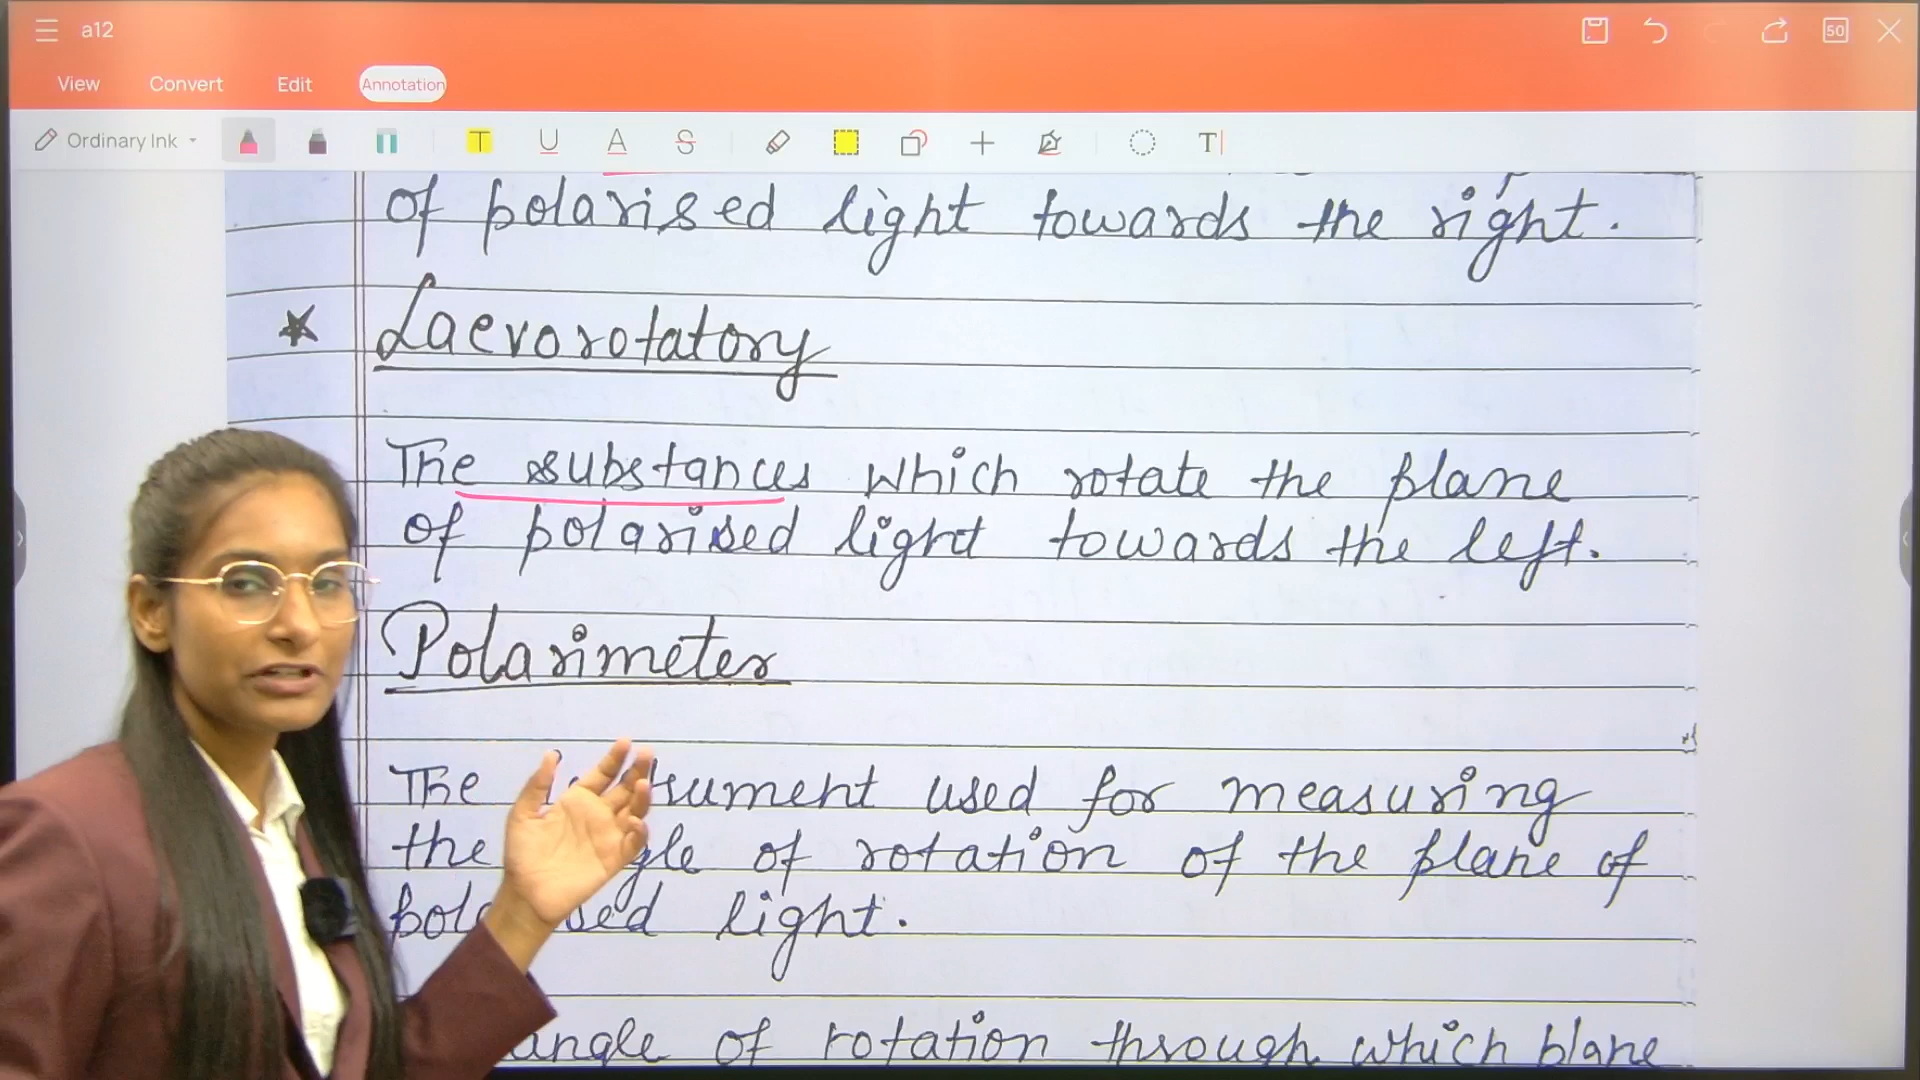 a12
50
View Convert Edit Annotation
Ordinary Ink T U A S T
of polarised light towards the right.
Laevorotatory
The substances which rotate the plane
of polarised light towards the left.
Polarimeter
The used for measuring
the of rotation of the plane of
light.
angle of rotation through which plane